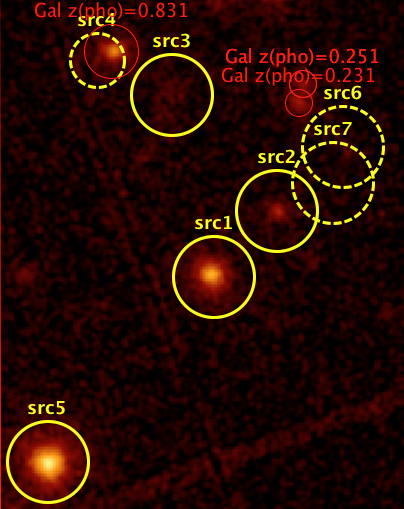 Gal z(pho)=0.831
src4
src3
Gal z(pho)=0.251
Gal z(pho)=0.231
src6
src7
src2
src1
src5